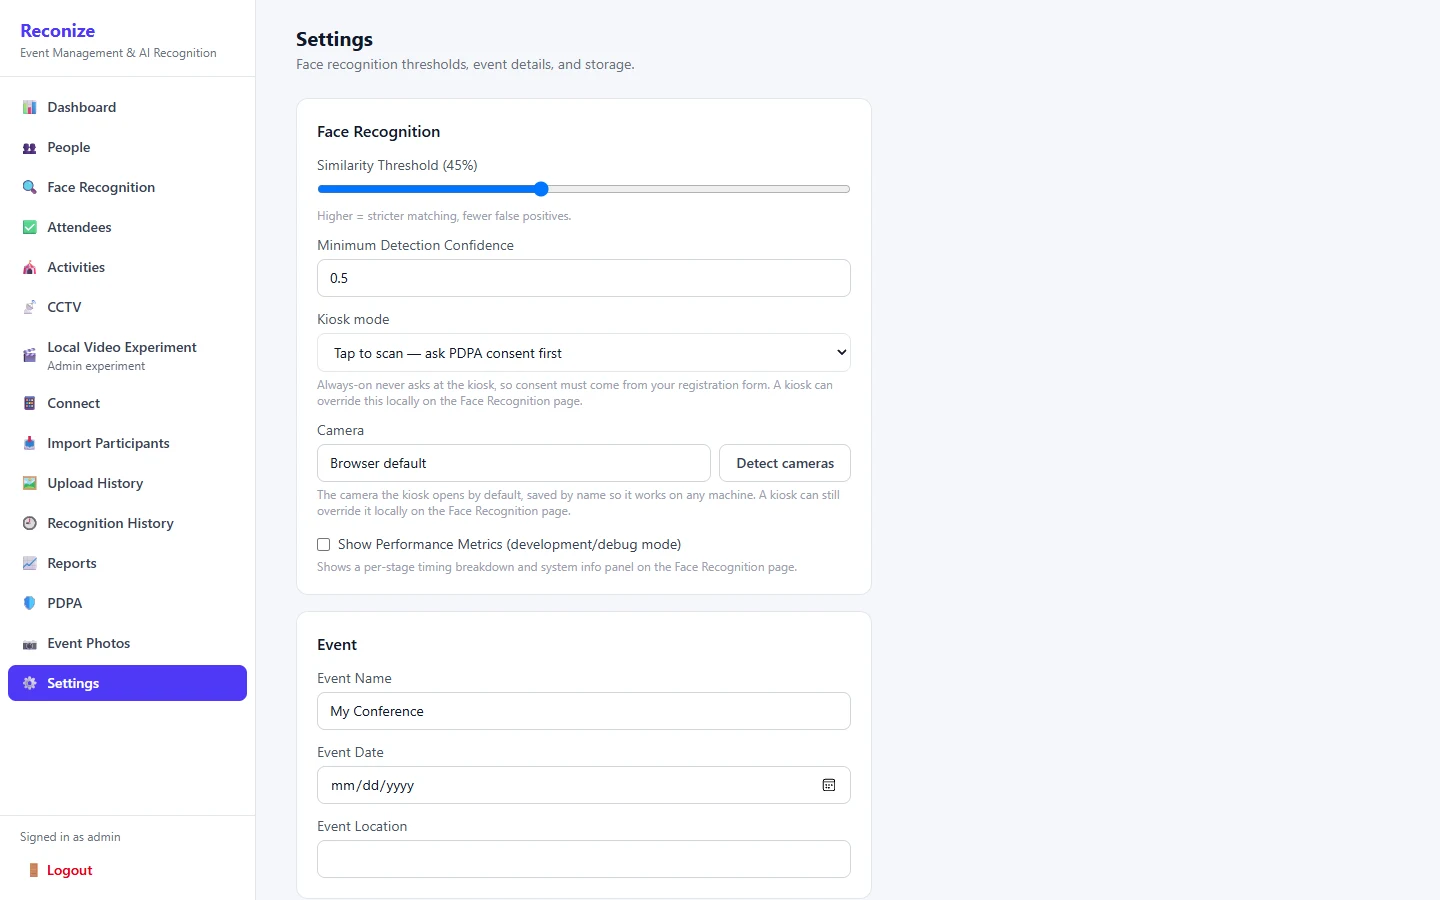 Reconize
Event Management & AI Recognition
Dashboard
People
Face Recognition
Attendees
Activities
CCTV
Local Video Experiment
Admin experiment
Connect
Import Participants
Upload History
Recognition History
Reports
PDPA
Event Photos
Settings
Signed in as admin
Logout
Settings
Face recognition thresholds, event details, and storage.
Face Recognition
Similarity Threshold (45%)
Higher = stricter matching, fewer false positives.
Minimum Detection Confidence
0.5
Kiosk mode
Tap to scan — ask PDPA consent first
Always-on never asks at the kiosk, so consent must come from your registration form. A kiosk can
override this locally on the Face Recognition page.
Camera
Browser default
Detect cameras
The camera the kiosk opens by default, saved by name so it works on any machine. A kiosk can still
override it locally on the Face Recognition page.
Show Performance Metrics (development/debug mode)
Shows a per-stage timing breakdown and system info panel on the Face Recognition page.
Event
Event Name
My Conference
Event Date
mm/dd/yyyy
Event Location